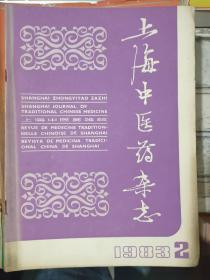 上海中医药杂志
SHANGHAI ZHONGYIYAO ZAZHI
SHANGHAI JOURNAL OF
TRADITIONAL CHINESE MEDICINE
REVUE DE MEDECINE TRADITION-
NELLE CHINOISE DE SHANGHAI
REVISTA DE MEDICINA TRADICI-
ONAL CHINA DE SHANGHAI
1983 2